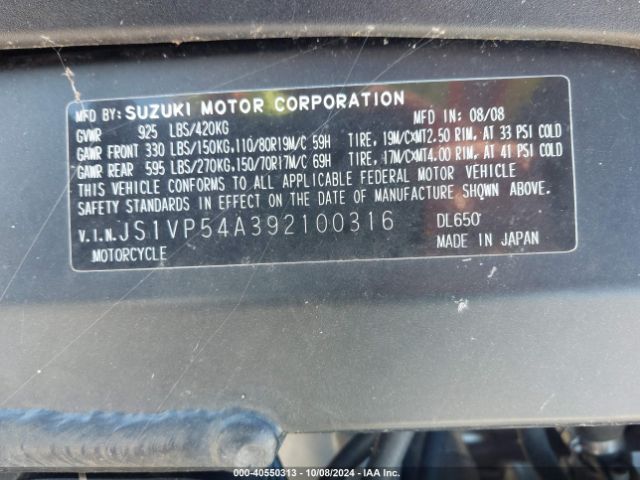 MFD BY: SUZUKI MOTOR CORPORATION MFD IN: 08/08
GVWR 925 LBS/420KG
GAWR FRONT 330 LBS/150KG,110/80R19M/C 59H TIRE, 19M/CXMT2.50 RIM, AT 33 PSI COLD
GAWR REAR 595 LBS/270KG,150/70R17M/C 69H TIRE, 17M/CXMT4.00 RIM, AT 41 PSI COLD
THIS VEHICLE CONFORMS TO ALL APPLICABLE FEDERAL MOTOR VEHICLE
SAFETY STANDARDS IN EFFECT ON THE DATE OF MANUFACTURE SHOWN ABOVE.
V.I.N. JS1VP54A392100316 DL650
MOTORCYCLE MADE IN JAPAN
000-40550313 - 10/08/2024 - IAA Inc.